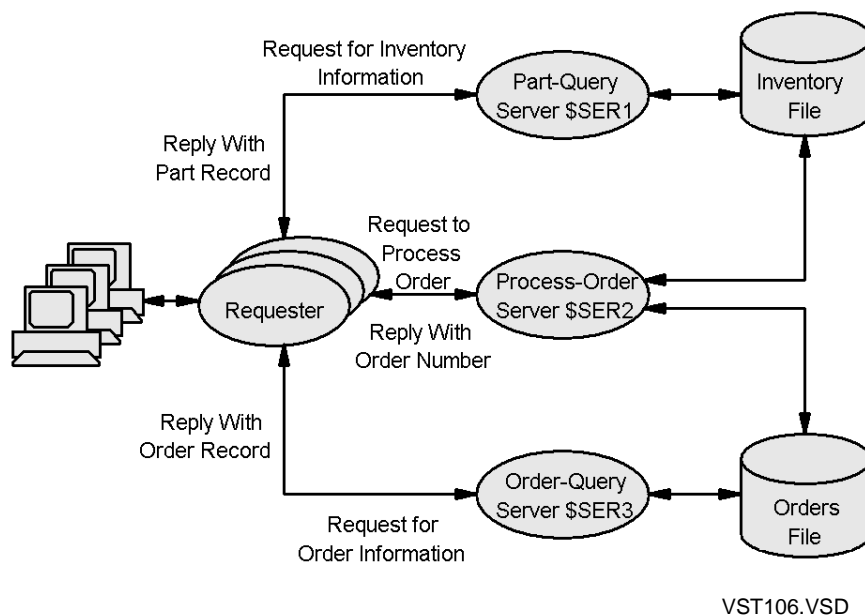 Request for Inventory
Information
Part-Query
Server $SER1
Inventory
File
Reply With
Part Record
Request to
Process
Order
Requester
Process-Order
Server $SER2
Reply With
Order Number
Reply With
Order Record
Order-Query
Server $SER3
Orders
File
Request for
Order Information
VST106.VSD